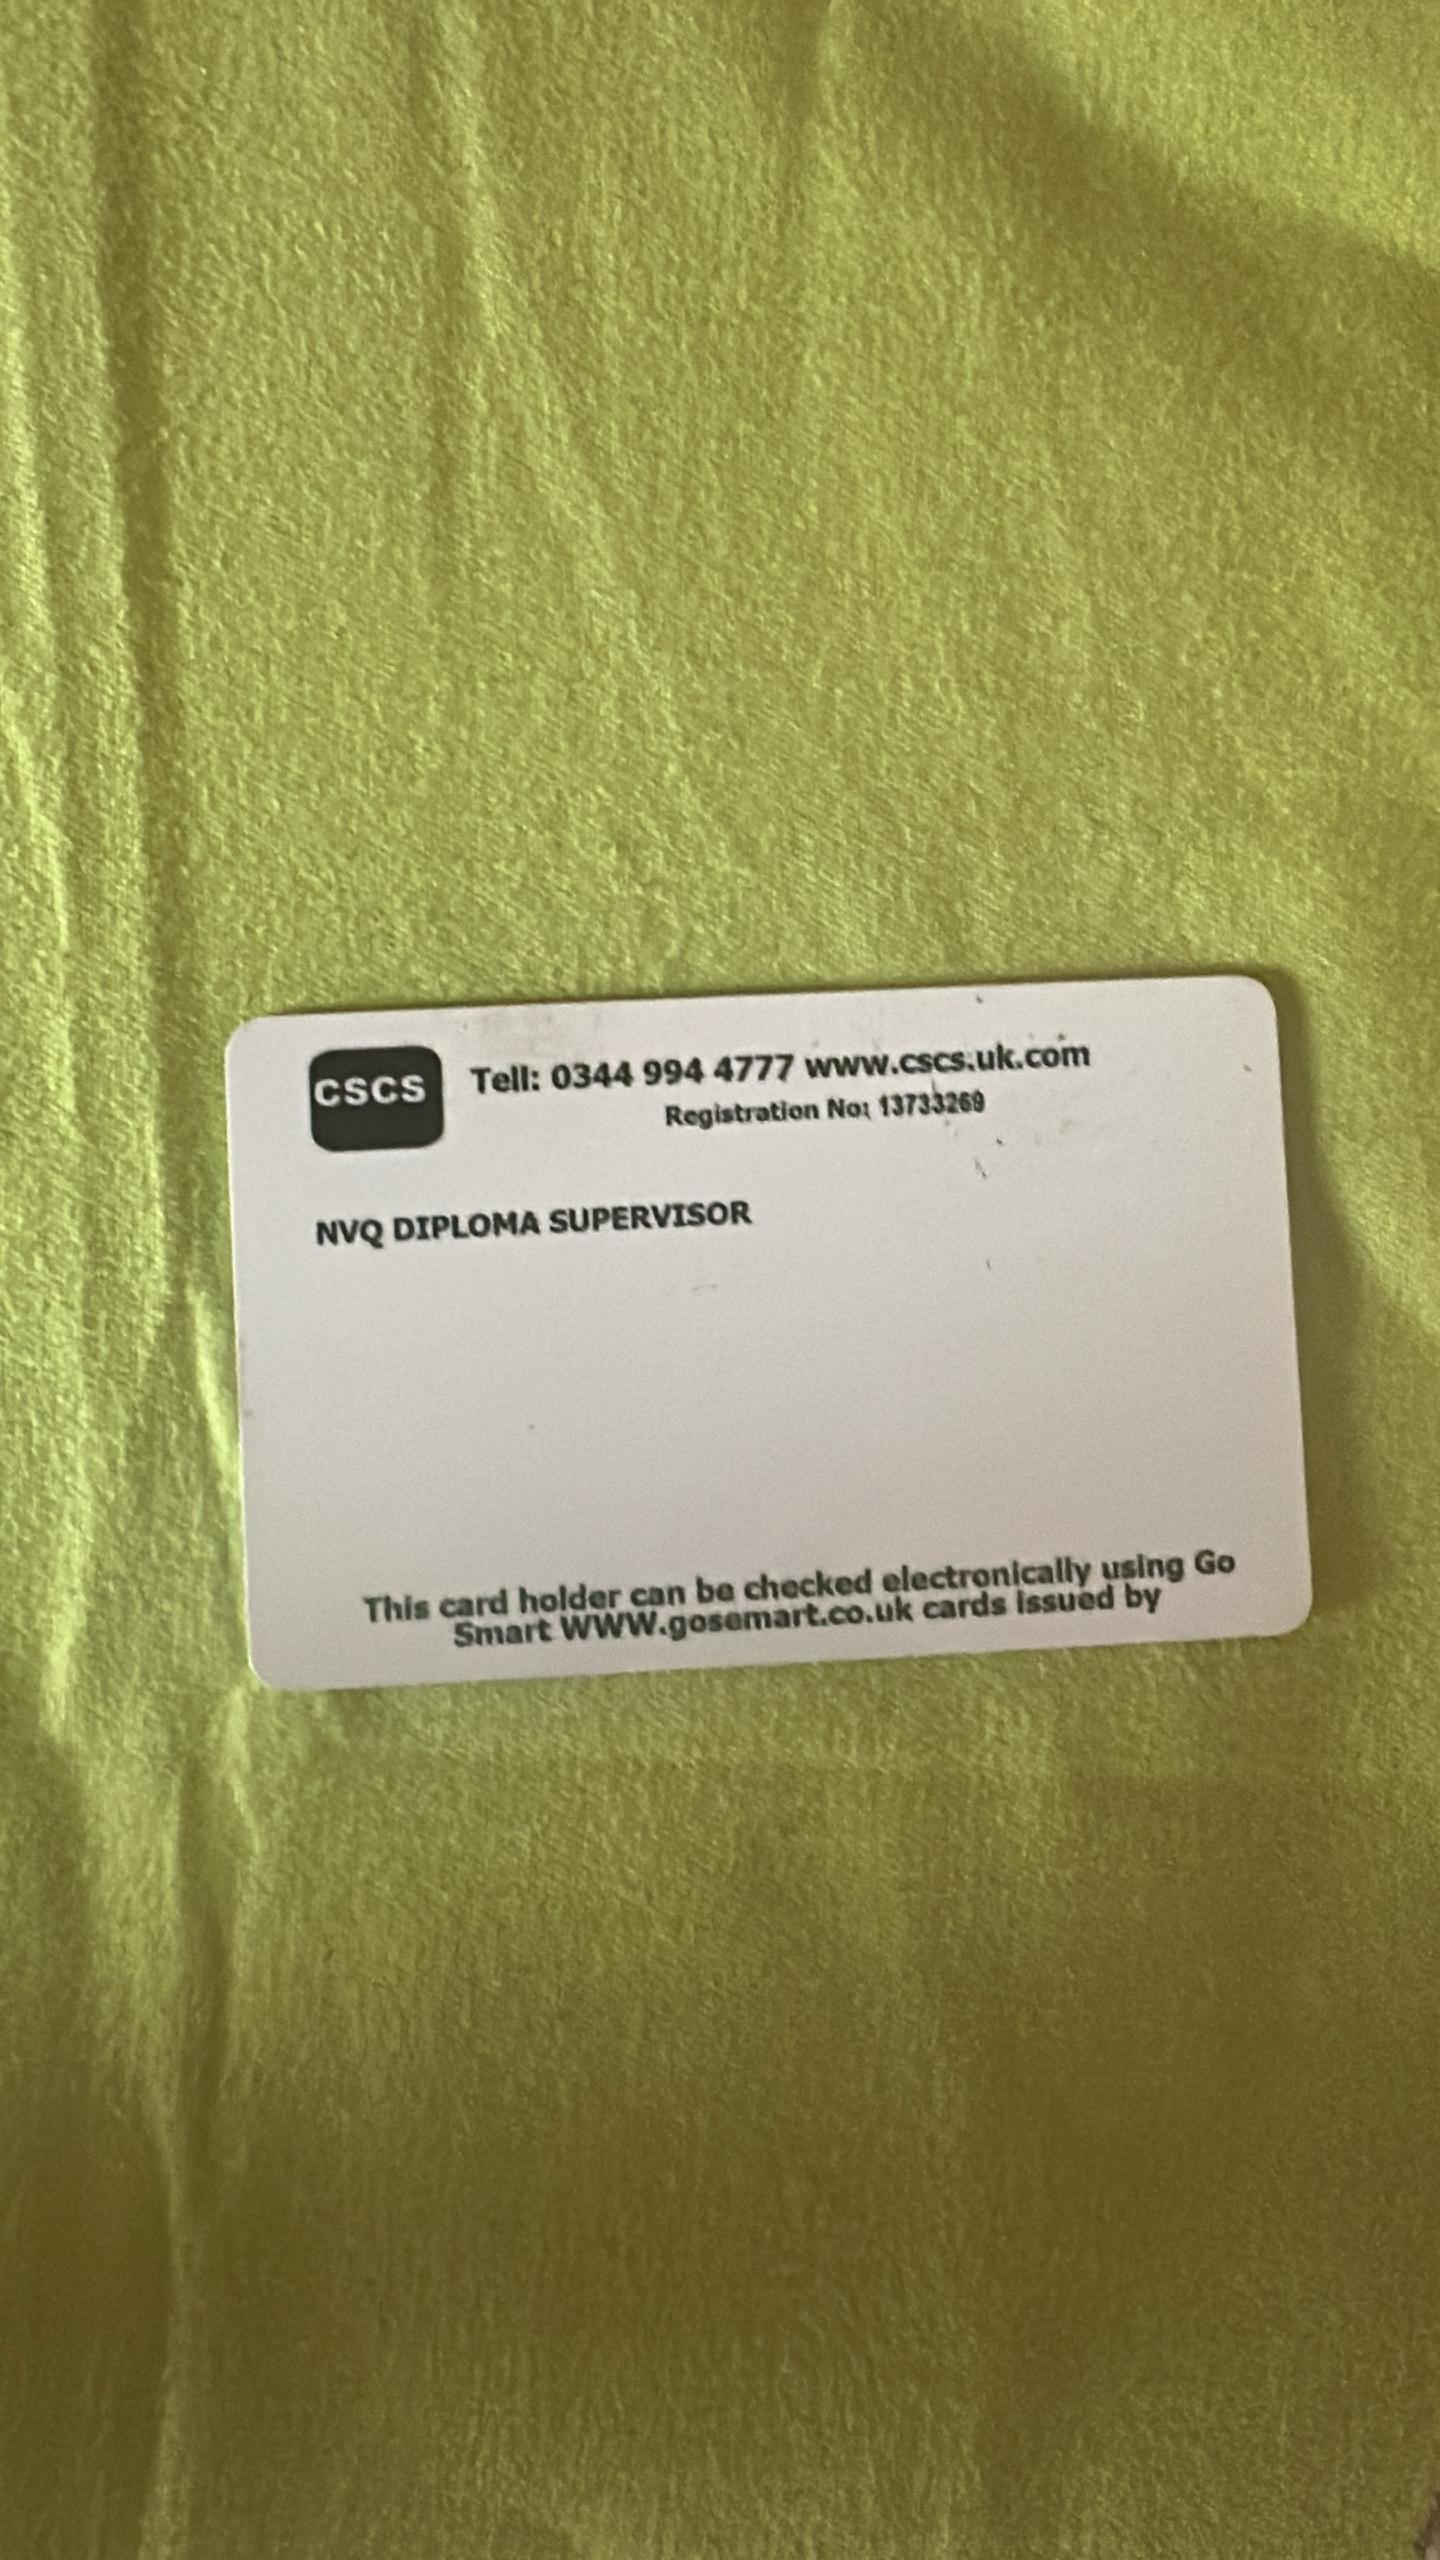 CSCS
Tell: 0344 994 4777 www.cscs.uk.com
Registration No: 13733269
NVQ DIPLOMA SUPERVISOR
This card holder can be checked electronically using Go
Smart WWW.gosemart.co.uk cards issued by